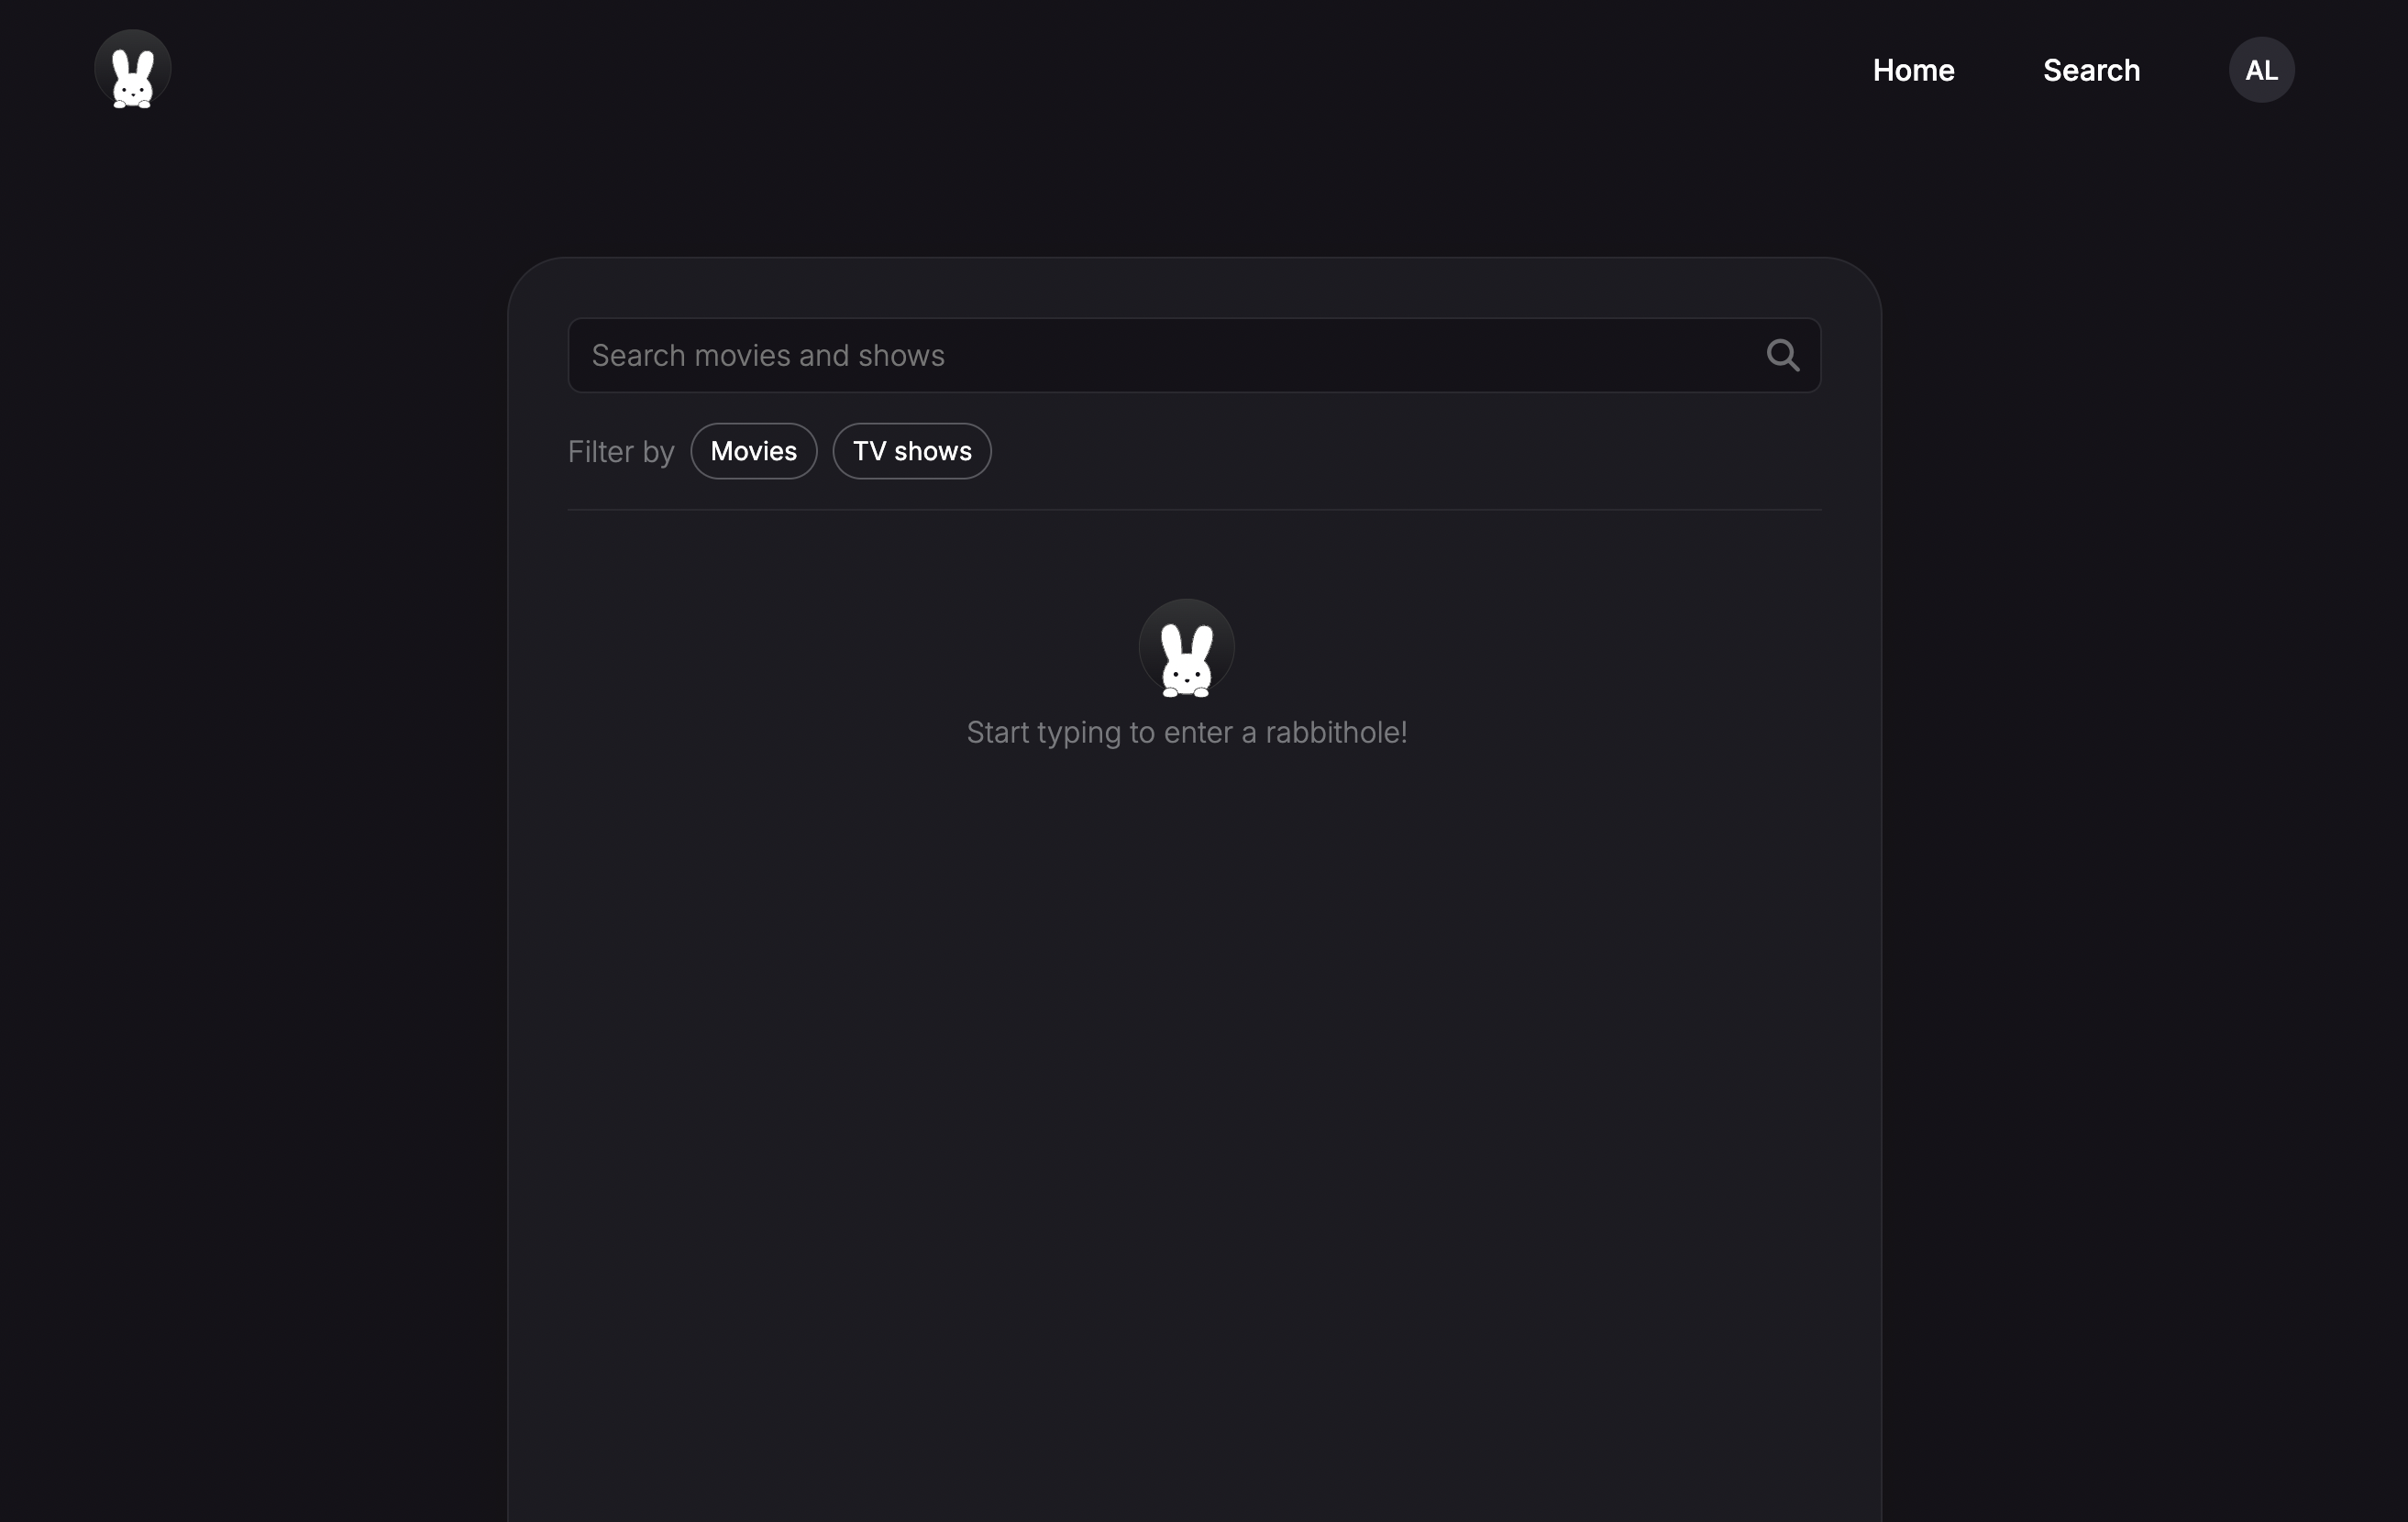 Home Search AL
Search movies and shows
Filter by Movies TV shows
Start typing to enter a rabbithole!